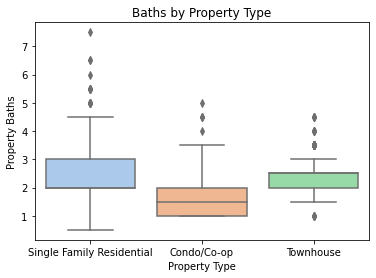 Baths by Property Type
Property Baths
7
6
5
4
3
2
1
Single Family Residential Condo/Co-op Townhouse
Property Type